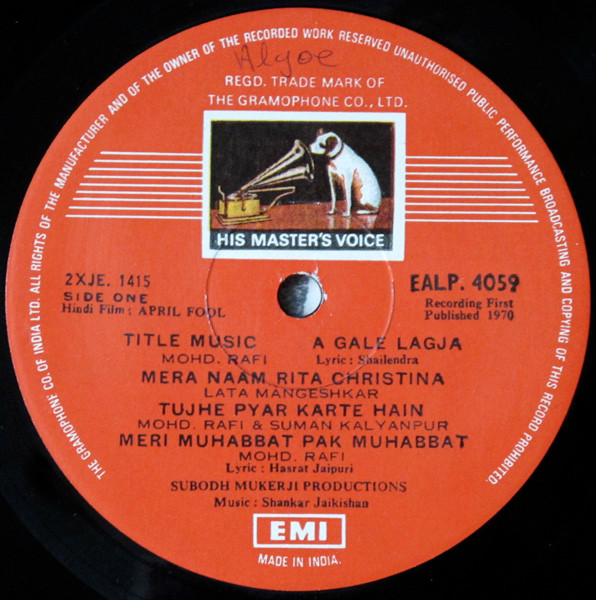 THE GRAMOPHONE CO. OF INDIA LTD. ALL RIGHTS OF THE MANUFACTURER AND OF THE OWNER OF THE RECORDED WORK RESERVED UNAUTHORISED PUBLIC PERFORMANCE BROADCASTING AND COPYING OF THIS RECORD PROHIBITED.
Algoe
REGD. TRADE MARK OF
THE GRAMOPHONE CO., LTD.
HIS MASTER'S VOICE
2XJE. 1415 EALP. 4059
SIDE ONE Recording First
Hindi Film : APRIL FOOL Published 1970
TITLE MUSIC A GALE LAGJA
MOHD. RAFI Lyric : Shailendra
MERA NAAM RITA CHRISTINA
LATA MANGESHKAR
TUJHE PYAR KARTE HAIN
MOHD. RAFI & SUMAN KALYANPUR
MERI MUHABBAT PAK MUHABBAT
MOHD. RAFI
Lyric : Hasrat Jaipuri
SUBODH MUKERJI PRODUCTIONS
Music : Shankar Jaikishan
EMI
MADE IN INDIA.